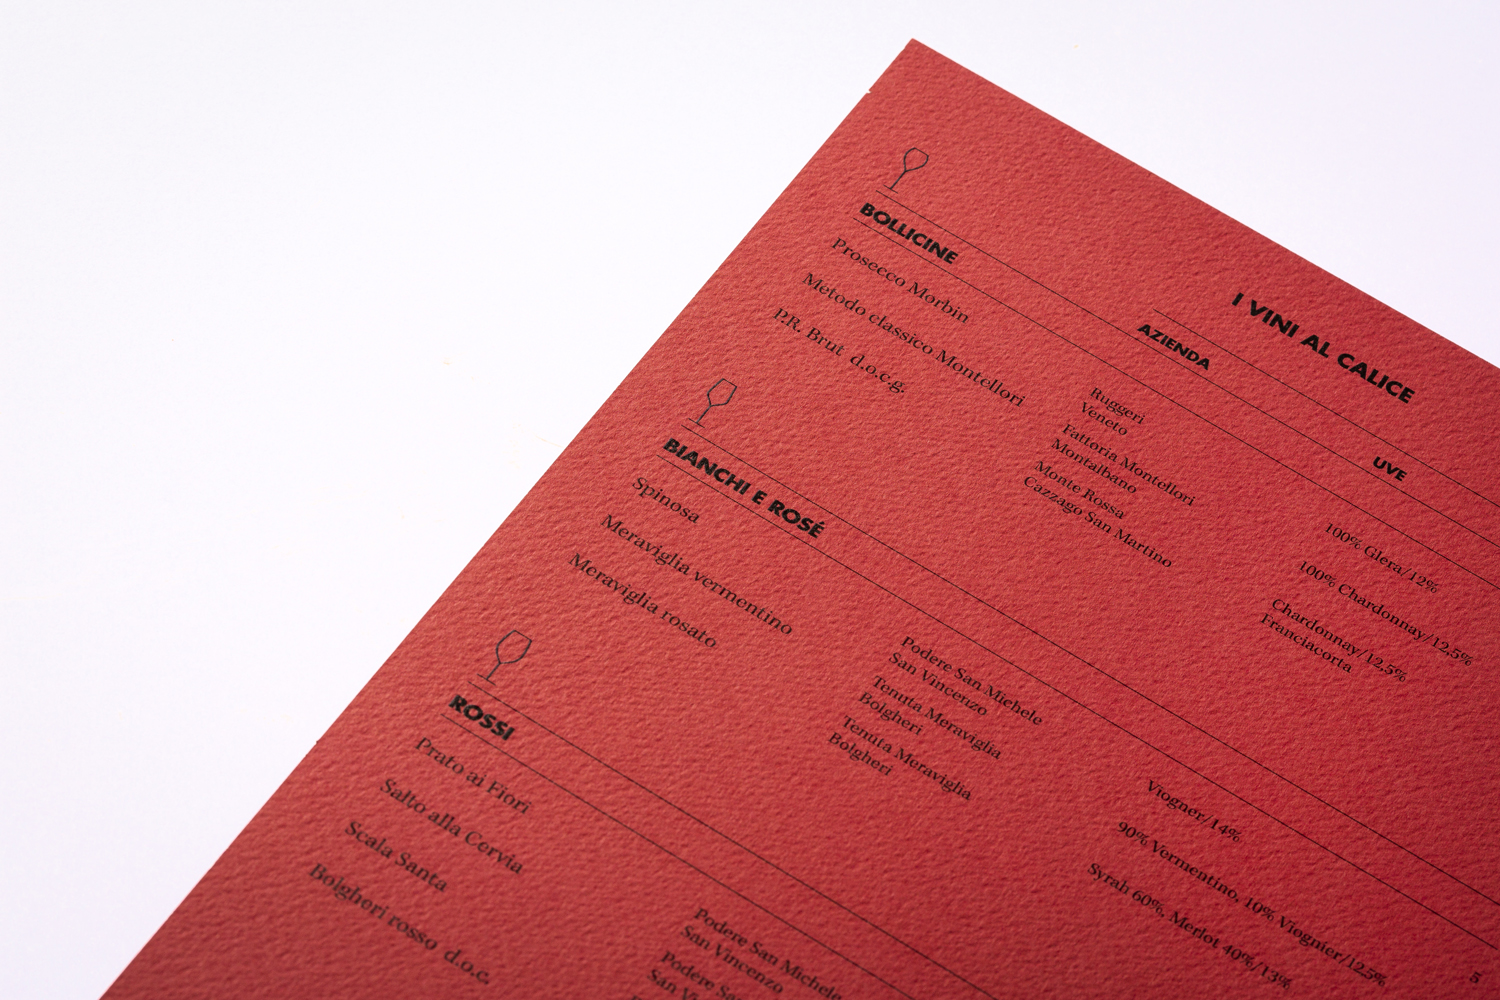 I VINI AL CALICE
BOLLICINE
AZIENDA
UVE
Prosecco Morbin
Ruggeri
Veneto
100% Glera/12%
Metodo classico Montellori
Fattoria Montellori
Montalbano
100% Chardonnay/12,5%
P.R. Brut d.o.c.g.
Monte Rossa
Cazzago San Martino
Chardonnay/12,5%
Franciacorta
BIANCHI E ROSÉ
Spinosa
Podere San Michele
San Vincenzo
Viogner/14%
Meraviglia vermentino
Tenuta Meraviglia
Bolgheri
90% Vermentino, 10% Viognier/12,5%
Meraviglia rosato
Tenuta Meraviglia
Bolgheri
Syrah 60%, Merlot 40%/13%
5
ROSSI
Prato ai Fiori
Podere San Michele
San Vincenzo
Salto alla Cervia
Podere San
Scala Santa
Bolgheri rosso d.o.c.